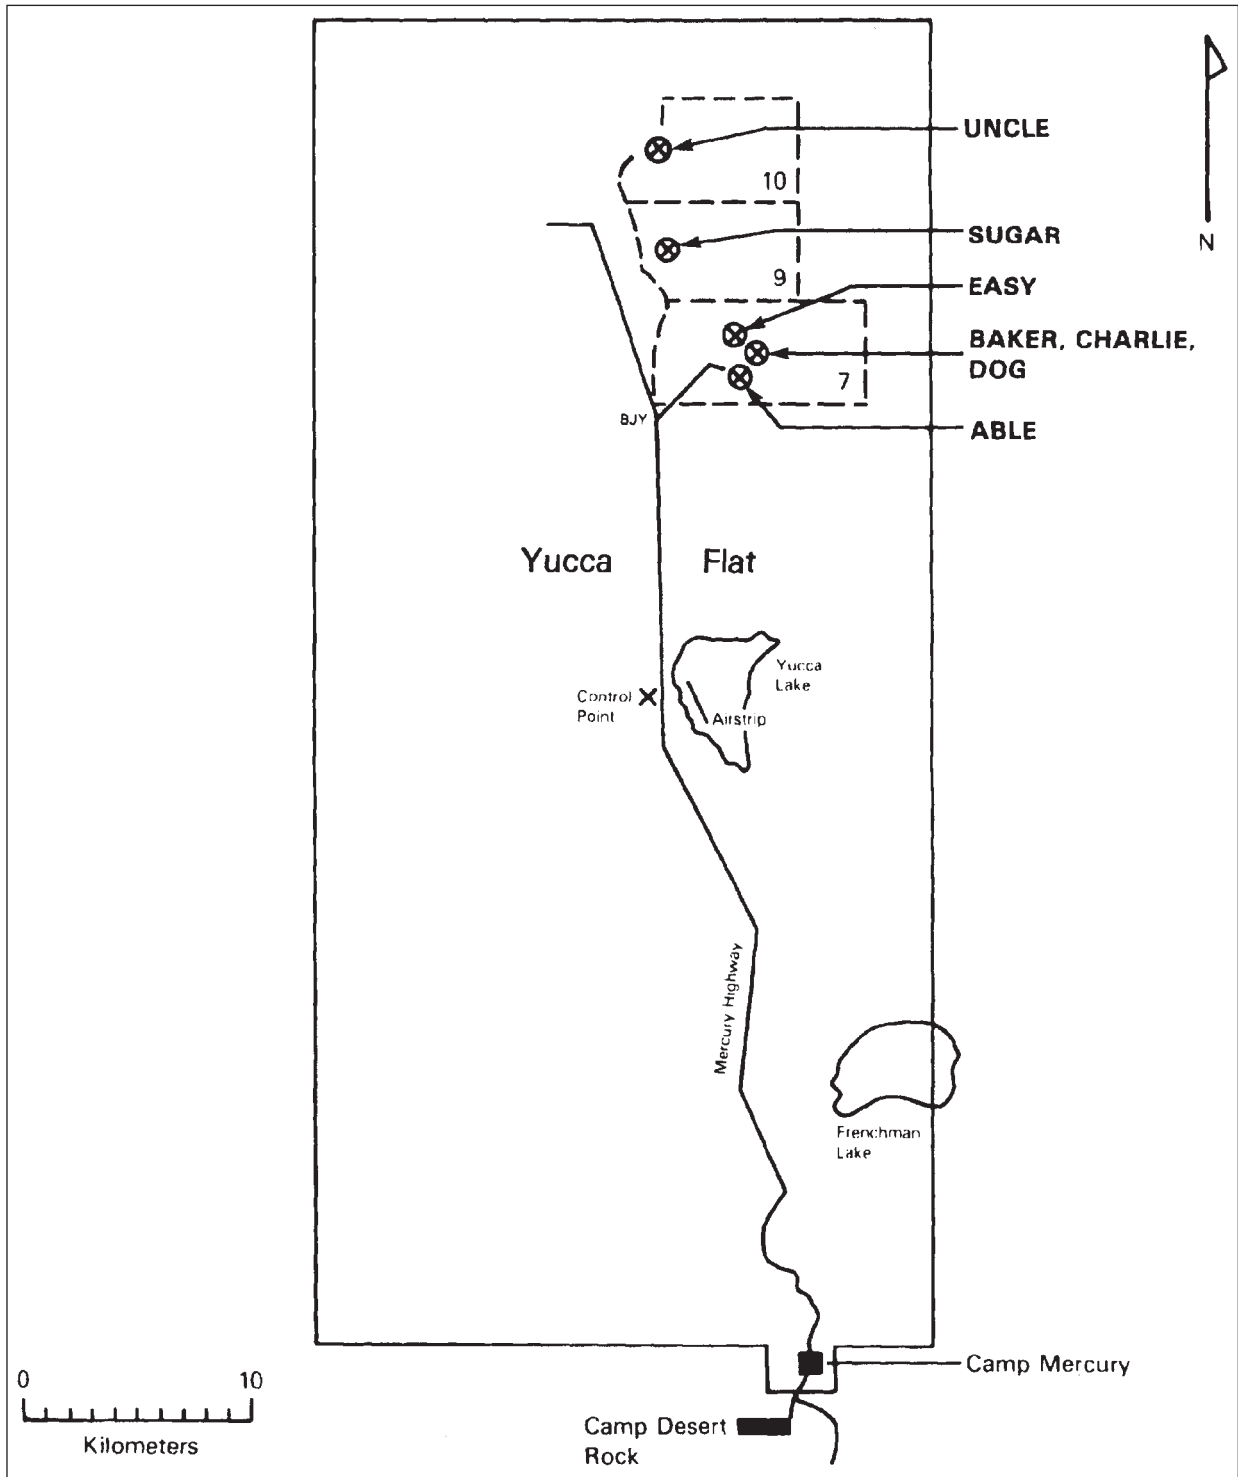 UNCLE
10
SUGAR
N
9
EASY
BAKER, CHARLIE,
DOG
7
BJY
ABLE
Yucca Flat
Yucca
Lake
Control
Point
Airstrip
Mercury Highway
Frenchman
Lake
Camp Mercury
0 10
Kilometers
Camp Desert
Rock